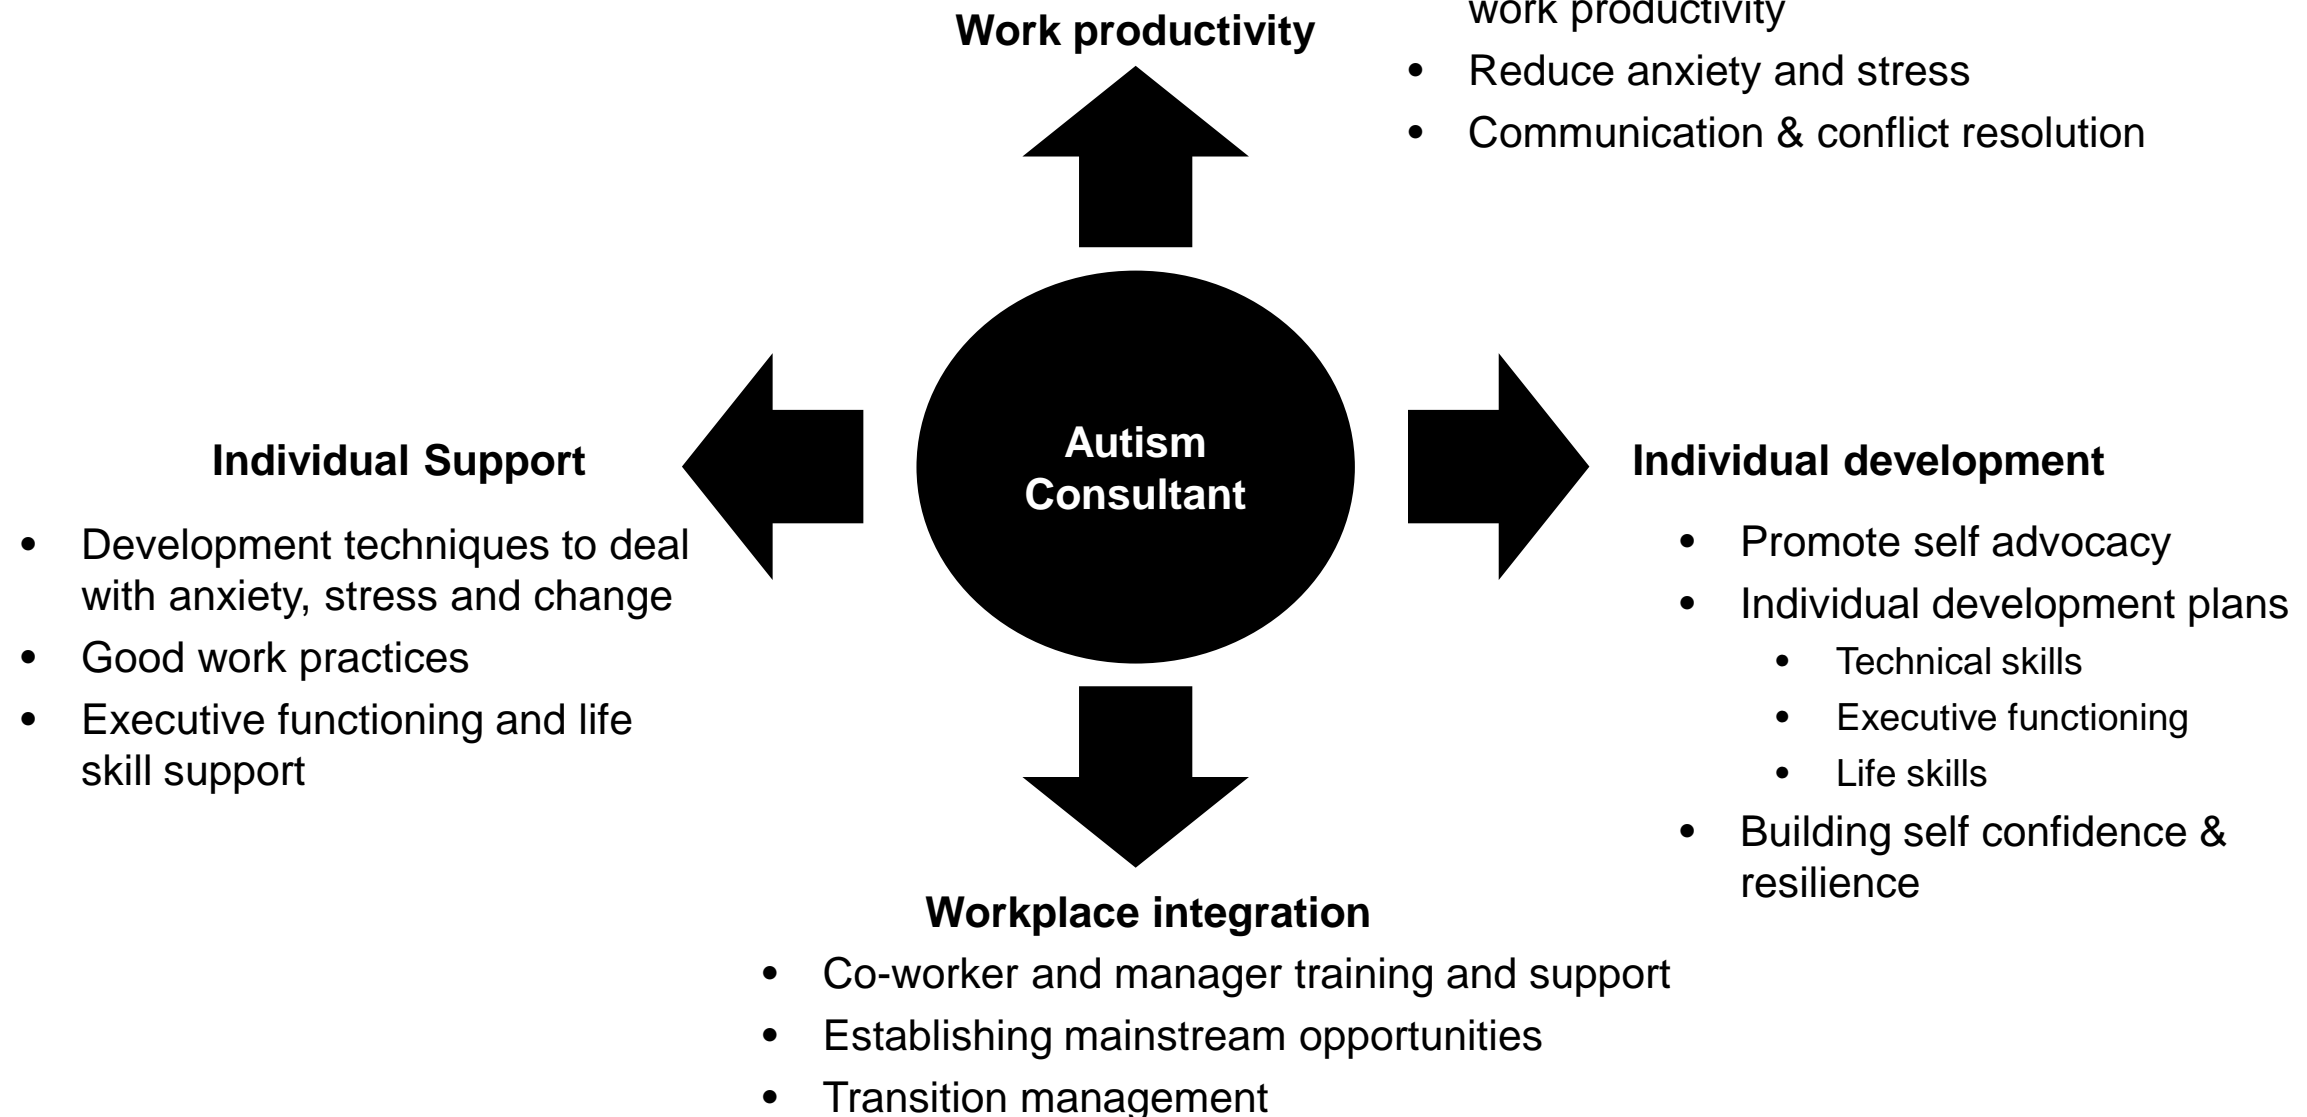 Work productivity
work productivity
• Reduce anxiety and stress
• Communication & conflict resolution
Autism
Consultant
Individual Support
• Development techniques to deal
with anxiety, stress and change
• Good work practices
• Executive functioning and life
skill support
Individual development
• Promote self advocacy
• Individual development plans
• Technical skills
• Executive functioning
• Life skills
• Building self confidence &
resilience
Workplace integration
• Co-worker and manager training and support
• Establishing mainstream opportunities
• Transition management